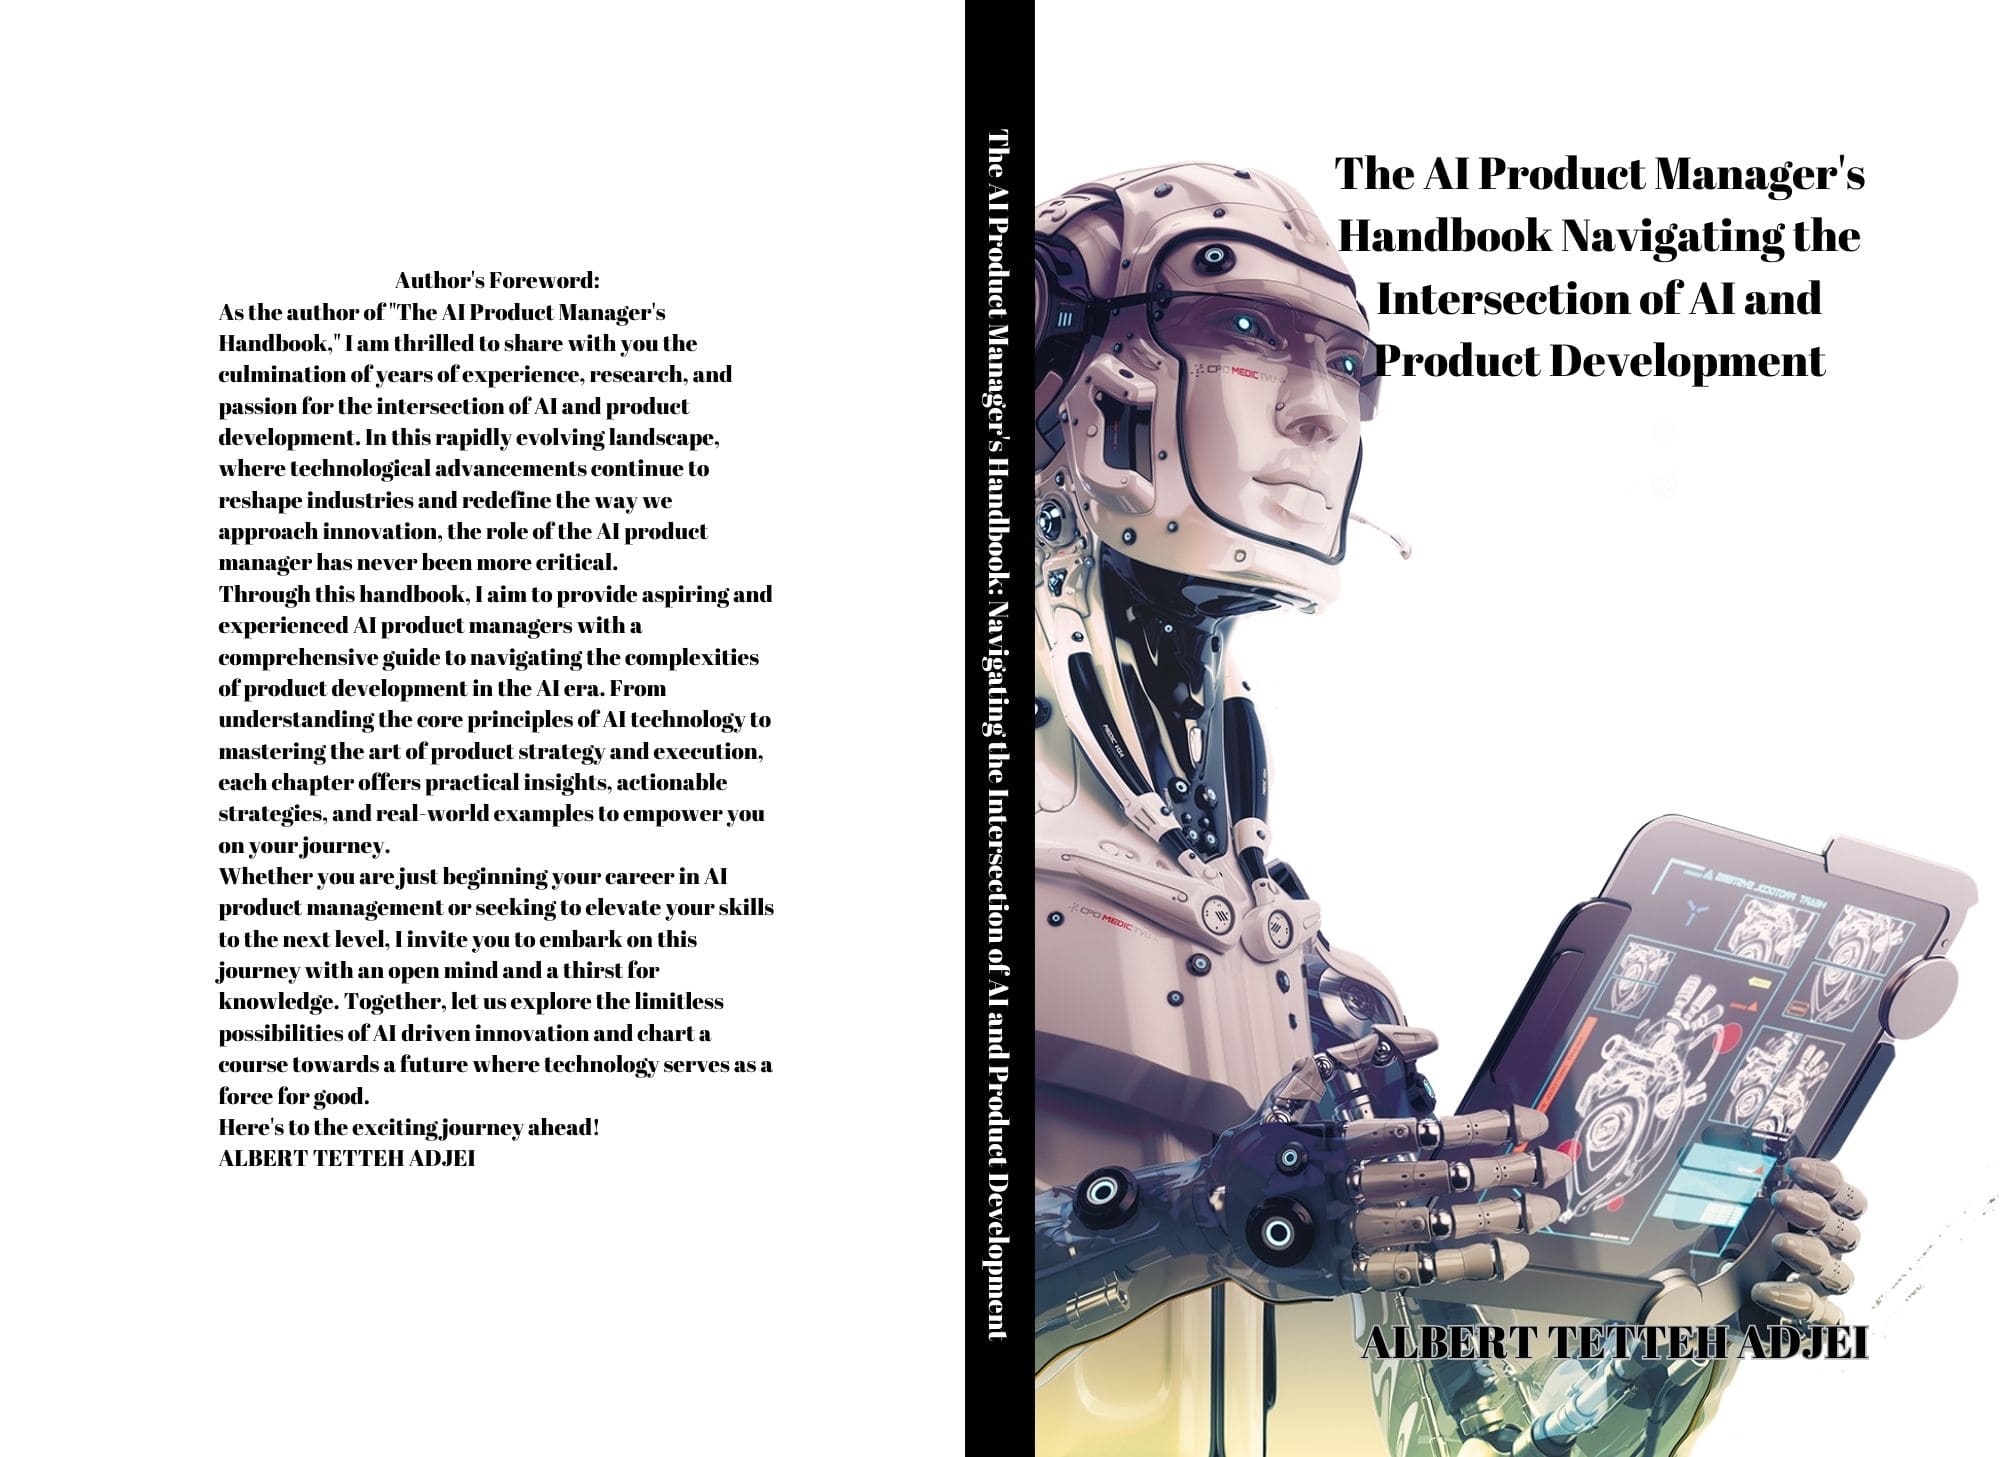 Author's Foreword:
As the author of "The AI Product Manager's
Handbook," I am thrilled to share with you the
culmination of years of experience, research, and
passion for the intersection of AI and product
development. In this rapidly evolving landscape,
where technological advancements continue to
reshape industries and redefine the way we
approach innovation, the role of the AI product
manager has never been more critical.
Through this handbook, I aim to provide aspiring and
experienced AI product managers with a
comprehensive guide to navigating the complexities
of product development in the AI era. From
understanding the core principles of AI technology to
mastering the art of product strategy and execution,
each chapter offers practical insights, actionable
strategies, and real-world examples to empower you
on your journey.
Whether you are just beginning your career in AI
product management or seeking to elevate your skills
to the next level, I invite you to embark on this
journey with an open mind and a thirst for
knowledge. Together, let us explore the limitless
possibilities of AI driven innovation and chart a
course towards a future where technology serves as a
force for good.
Here's to the exciting journey ahead!
ALBERT TETTEH ADJEI
The AI Product Manager's Handbook: Navigating the Intersection of AI and Product Development
The AI Product Manager's
Handbook Navigating the
Intersection of AI and
Product Development
CPO MEDIC TVU
CPO MEDIC TVU
HEART PROTOCOL SYSTEMS
ALBERT TETTEH ADJEI